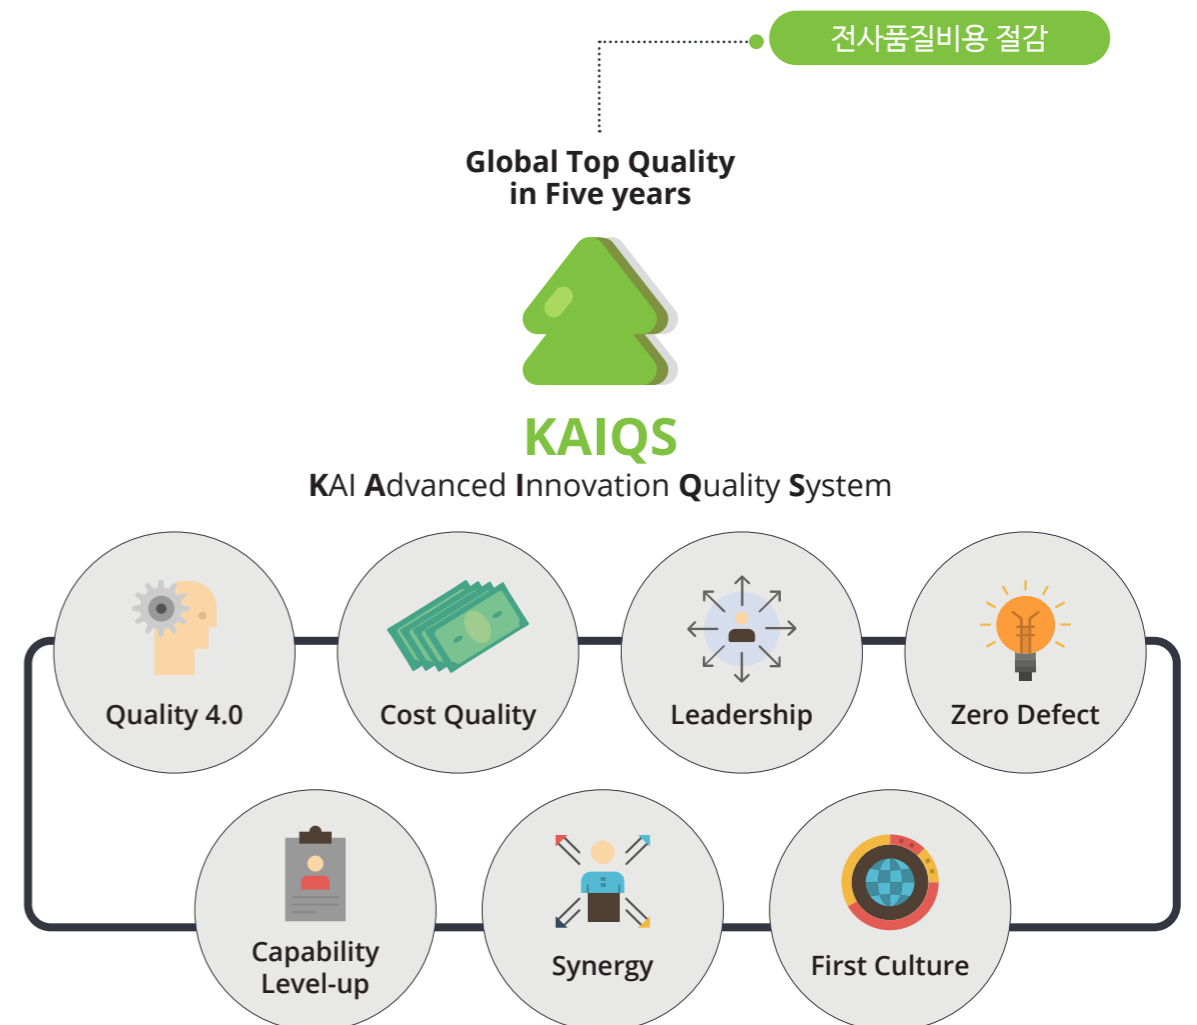 전사품질비용 절감
Global Top Quality
in Five years
KAIQS
KAI Advanced Innovation Quality System
Quality 4.0
Cost Quality
Leadership
Zero Defect
Capability
Level-up
Synergy
First Culture